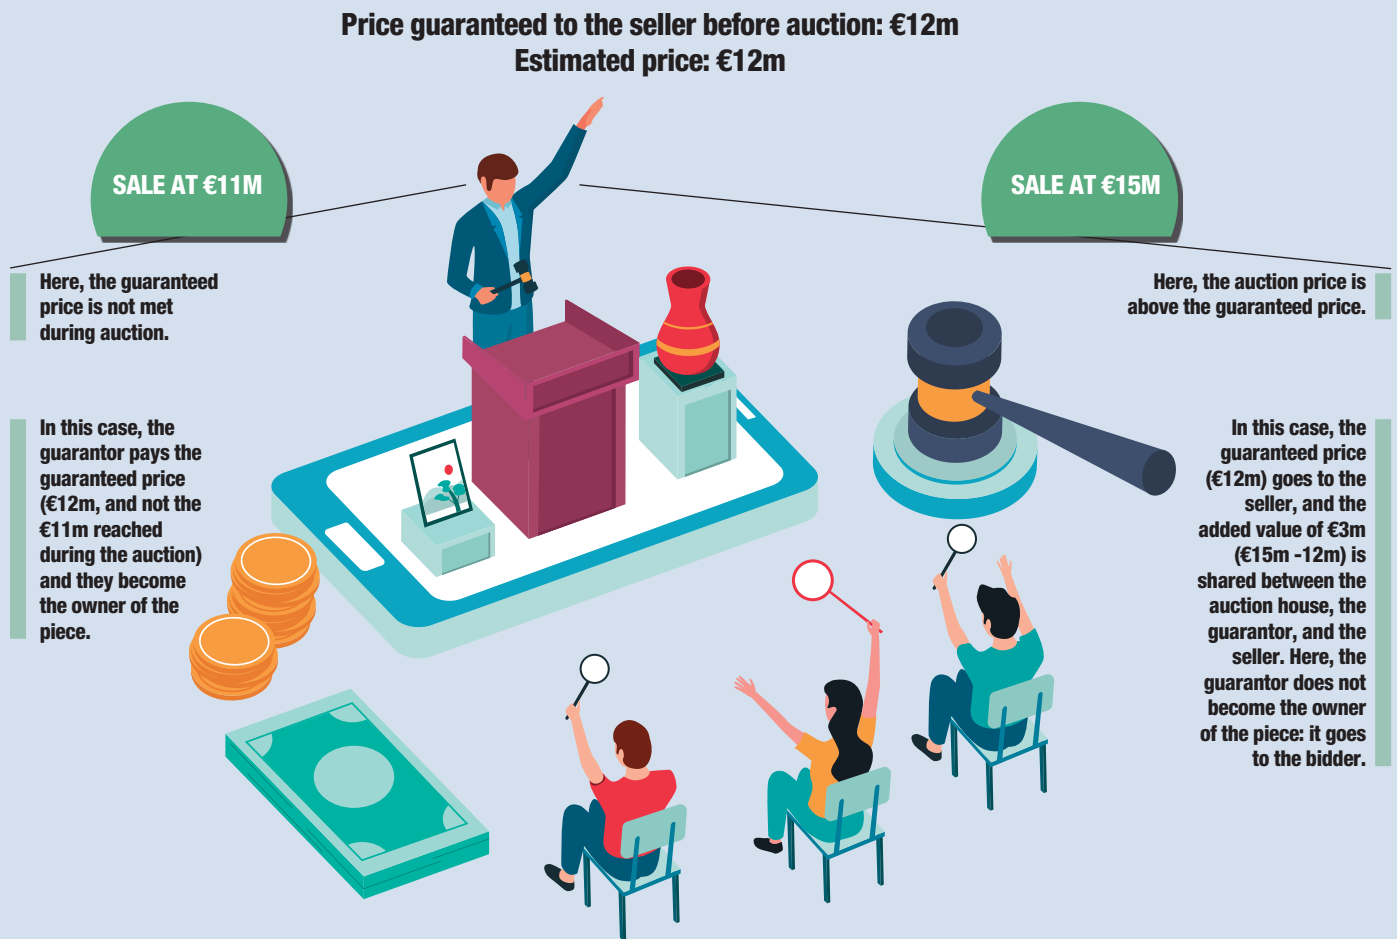 Price guaranteed to the seller before auction: €12m
Estimated price: €12m
SALE AT €11M
Here, the guaranteed
price is not met
during auction.
In this case, the
guarantor pays the
guaranteed price
(€12m, and not the
€11m reached
during the auction)
and they become
the owner of the
piece.
SALE AT €15M
Here, the auction price is
above the guaranteed price.
In this case, the
guaranteed price
(€12m) goes to the
seller, and the
added value of €3m
(€15m -12m) is
shared between the
auction house, the
guarantor, and the
seller. Here, the
guarantor does not
become the owner
of the piece: it goes
to the bidder.